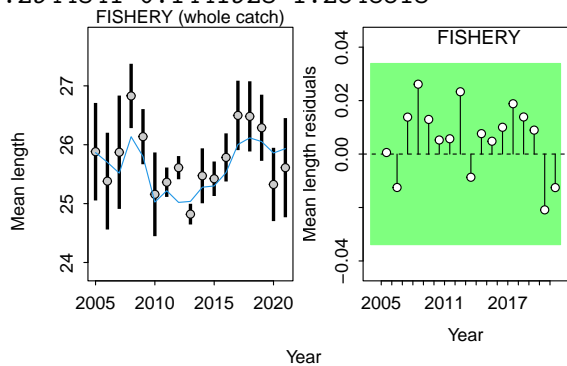 FISHERY (whole catch)
27
26
25
24
Mean length
2005 2010 2015 2020
FISHERY
0.04
0.02
0.00
−0.04
Mean length residuals
2005 2011 2017
Year
Year